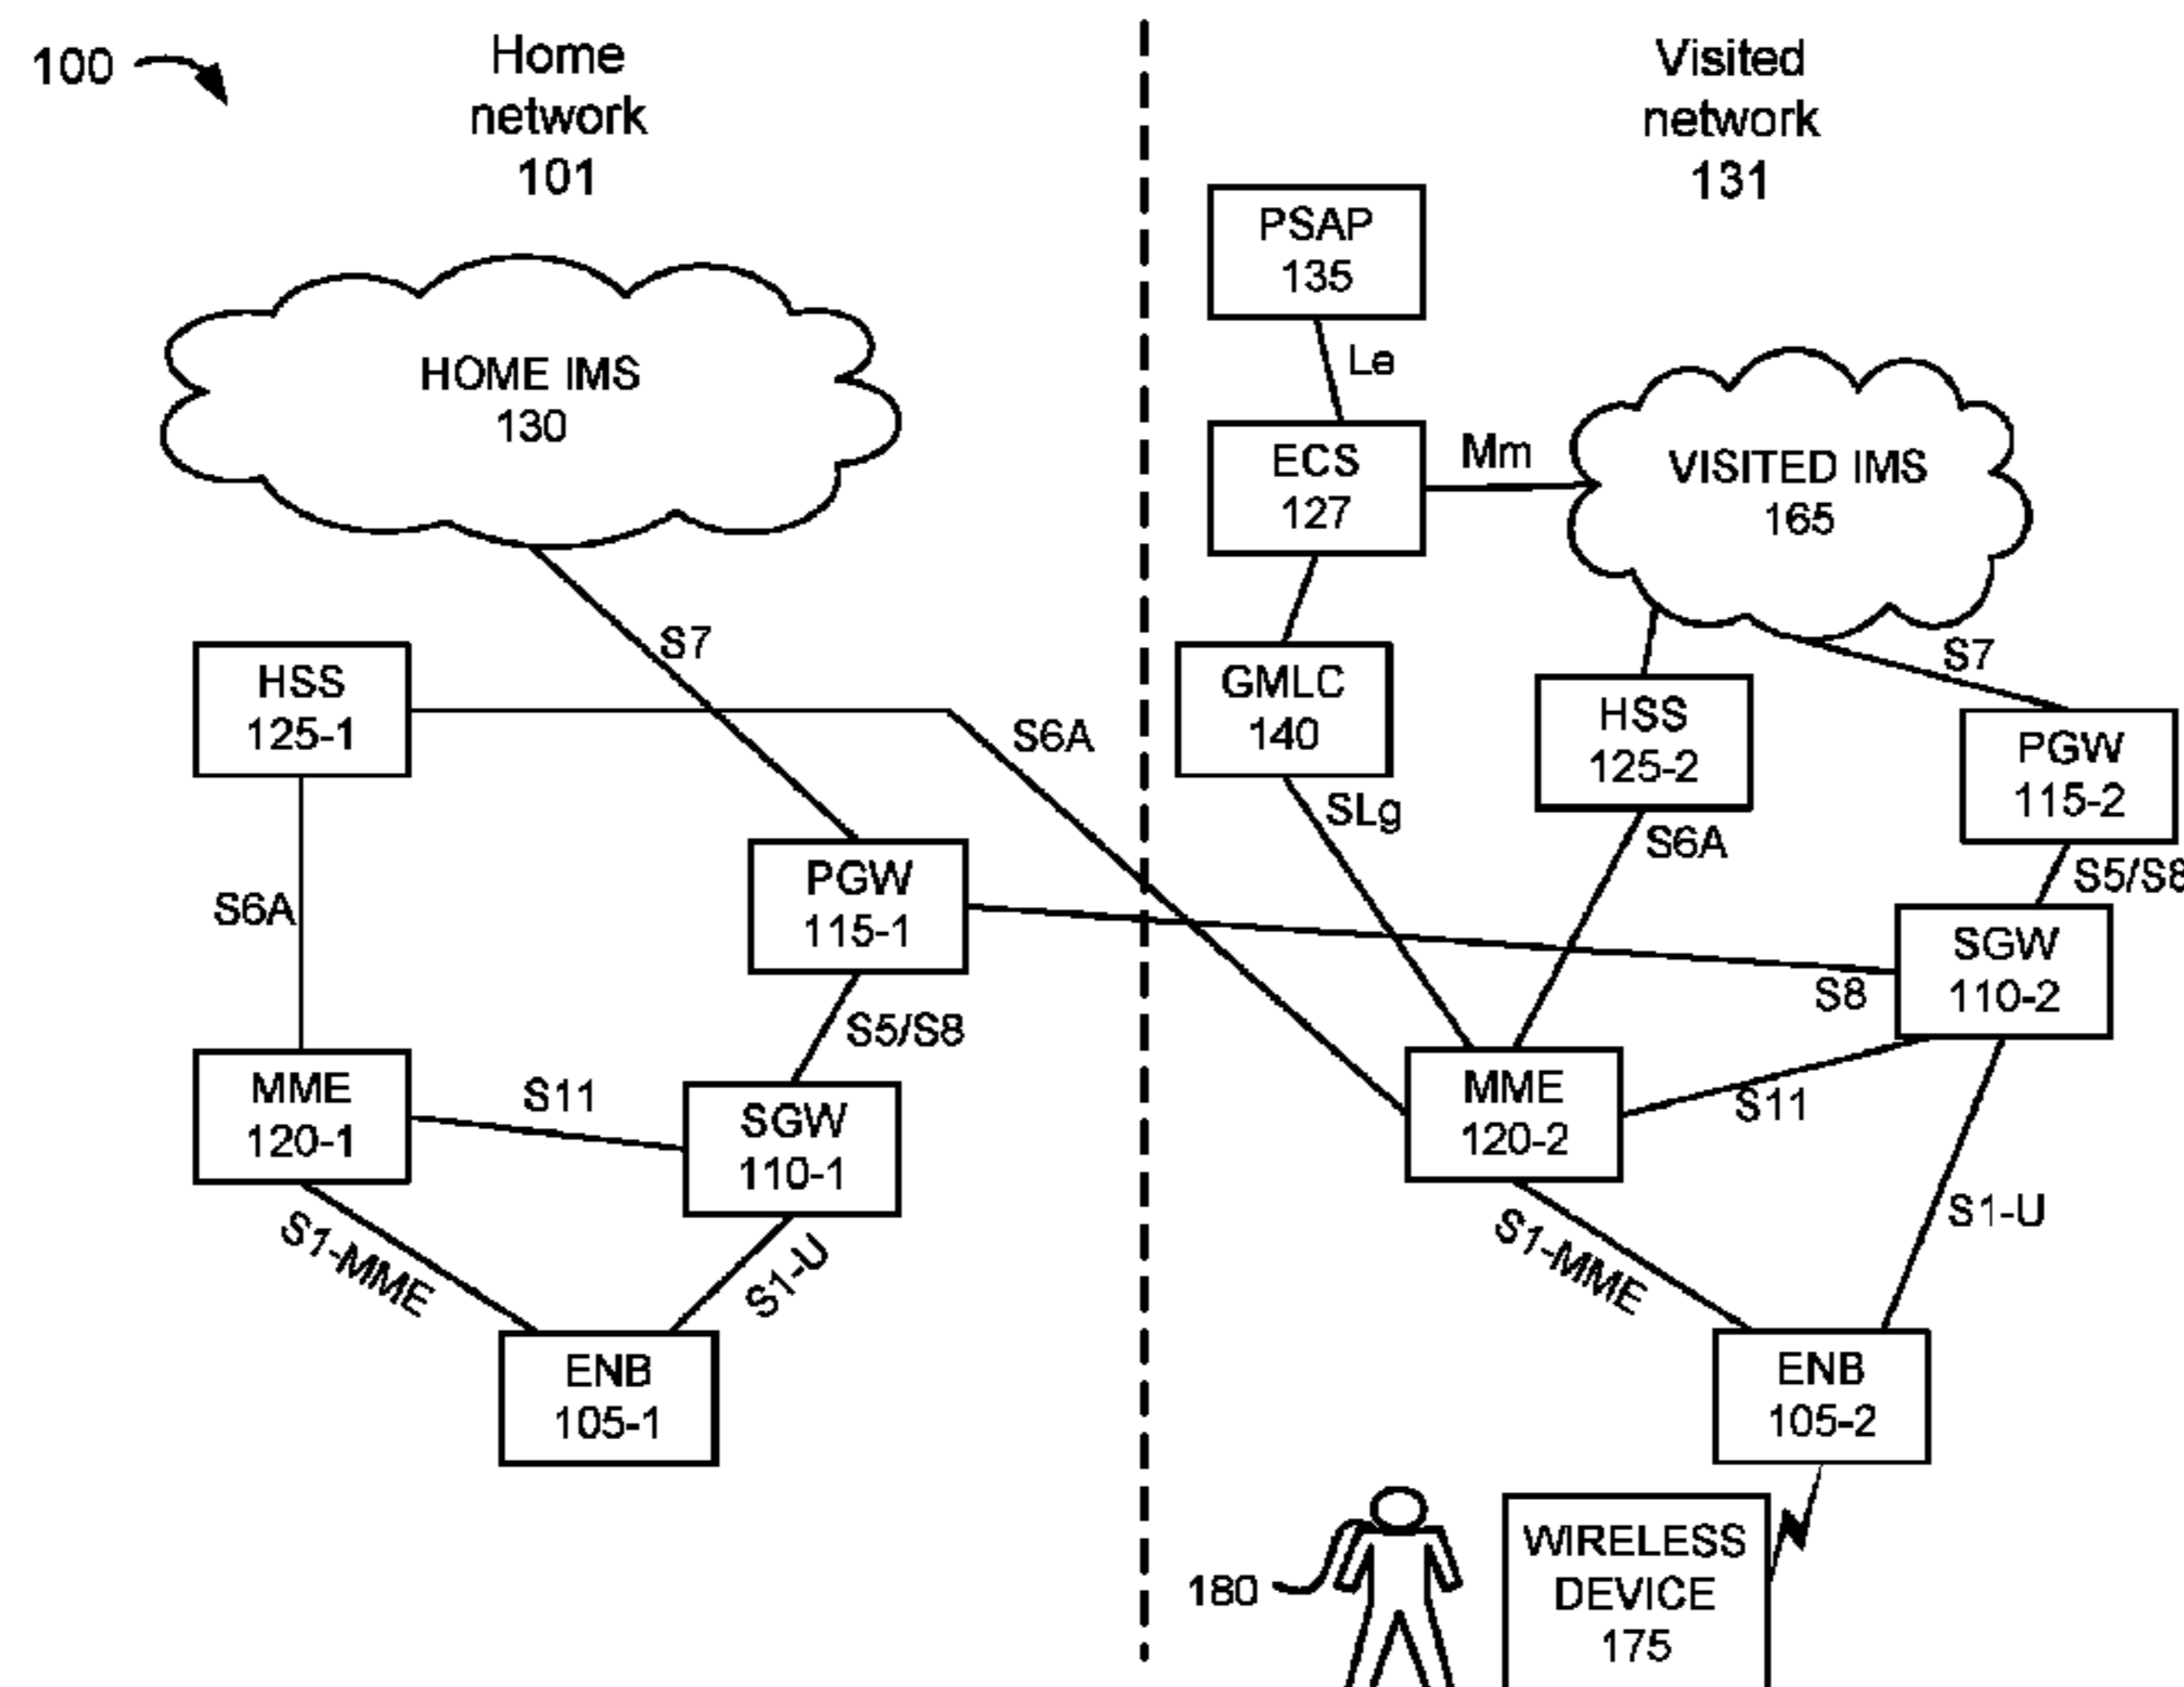 100
Home
network
101
Visited
network
131
PSAP
135
Le
HOME IMS
130
ECS
127
Mm
VISITED IMS
165
S7
S7
HSS
125-1
S6A
GMLC
140
HSS
125-2
PGW
115-2
SLg
S6A
S5/S8
PGW
115-1
S6A
SGW
110-2
S8
S5/S8
MME
120-1
S11
SGW
110-1
MME
120-2
S11
S1-MME
S1-U
S1-MME
S1-U
ENB
105-1
ENB
105-2
180
WIRELESS
DEVICE
175